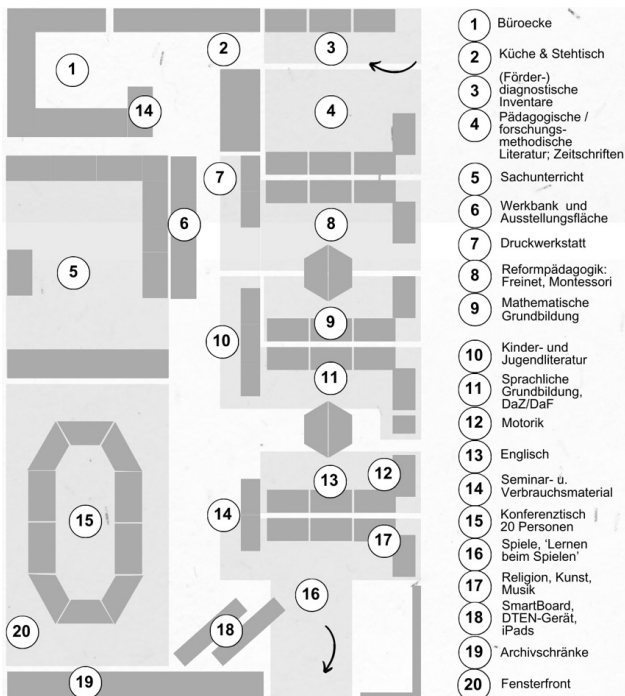 1
2
3
4
14
5
6
7
8
9
10
11
12
13
14
15
16
17
18
19
20
1 Büroecke
2 Küche & Stehtisch
3 (Förder-)
diagnostische
Inventare
4 Pädagogische /
forschungs-
methodische
Literatur; Zeitschriften
5 Sachunterricht
6 Werkbank und
Ausstellungsfläche
7 Druckwerkstatt
8 Reformpädagogik:
Freinet, Montessori
9 Mathematische
Grundbildung
10 Kinder- und
Jugendliteratur
11 Sprachliche
Grundbildung,
DaZ/DaF
12 Motorik
13 Englisch
14 Seminar- u.
Verbrauchsmaterial
15 Konferenztisch
20 Personen
16 Spiele, 'Lernen
beim Spielen'
17 Religion, Kunst,
Musik
18 SmartBoard,
DTEN-Gerät,
iPads
19 Archivschränke
20 Fensterfront